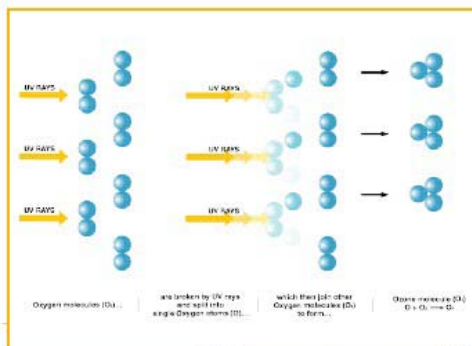 UV RAYS
UV RAYS
UV RAYS
UV RAYS
UV RAYS
UV RAYS
Oxygen molecules (O₂)...
are broken by UV rays
and split into
single Oxygen atoms (O)...
which then join other
Oxygen molecules (O₂)
to form...
Ozone molecule (O₃)
O + O₂ ⟶ O₃